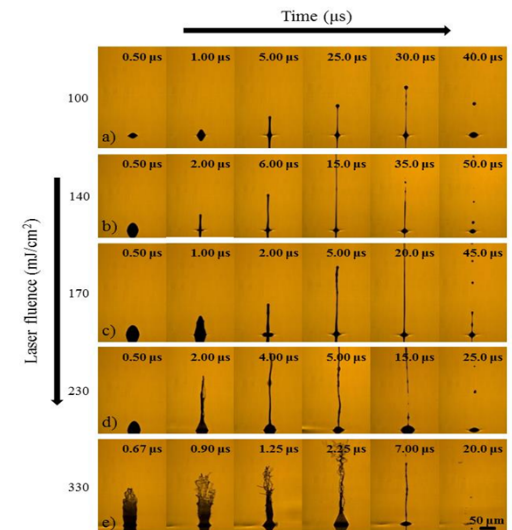 Time (µs)
Laser fluence (mJ/cm²)
100
0.50 µs 1.00 µs 5.00 µs 25.0 µs 30.0 µs 40.0 µs
a)
140
0.50 µs 2.00 µs 6.00 µs 15.0 µs 35.0 µs 50.0 µs
b)
170
0.50 µs 1.00 µs 2.00 µs 5.00 µs 20.0 µs 45.0 µs
c)
230
0.50 µs 2.00 µs 4.00 µs 5.00 µs 15.0 µs 25.0 µs
d)
330
0.67 µs 0.90 µs 1.25 µs 2.25 µs 7.00 µs 20.0 µs
e)
50 µm